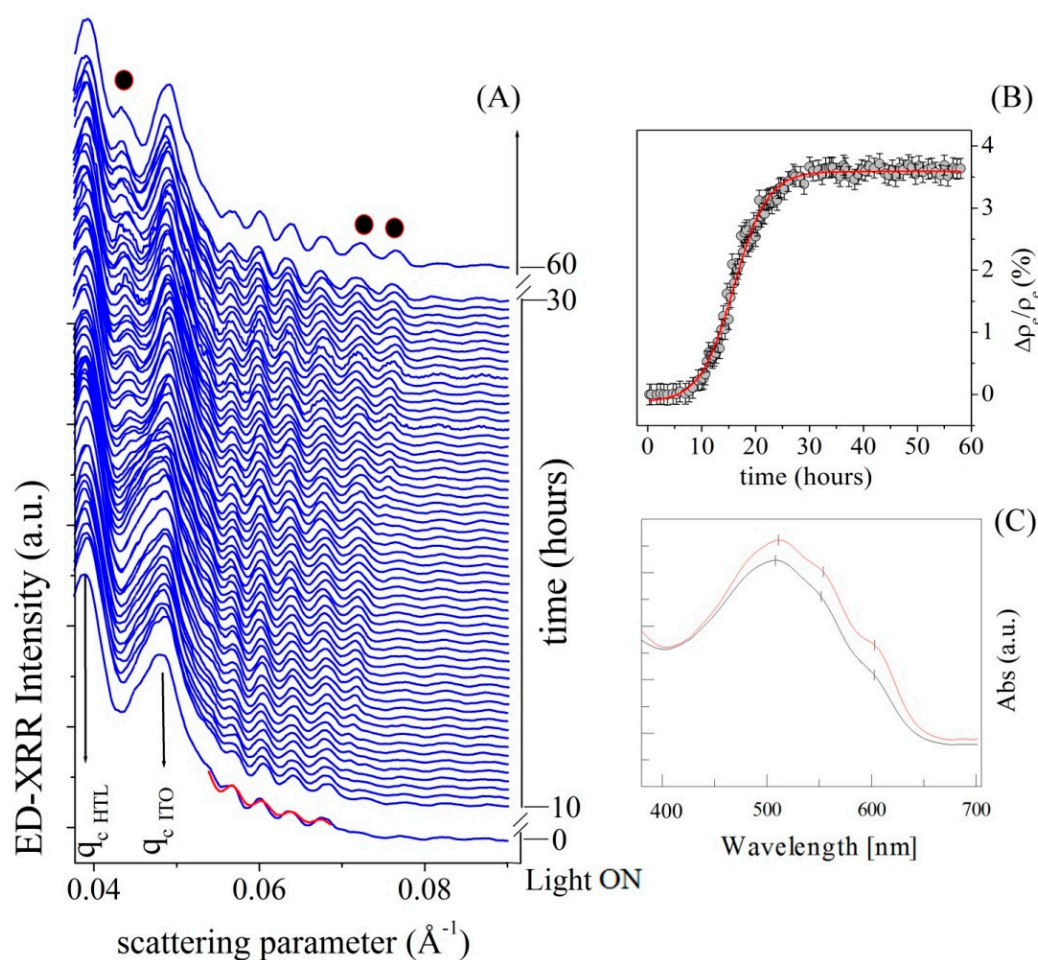 (A)
ED-XRR Intensity (a.u.)
q_c HTL
q_c ITO
0.04 0.06 0.08
scattering parameter (Å⁻¹)
60
30
10
0
time (hours)
Light ON
(B)
4
3
2
1
0
Δρ_e/ρ_e (%)
0 10 20 30 40 50 60
time (hours)
(C)
Abs (a.u.)
400 500 600 700
Wavelength [nm]